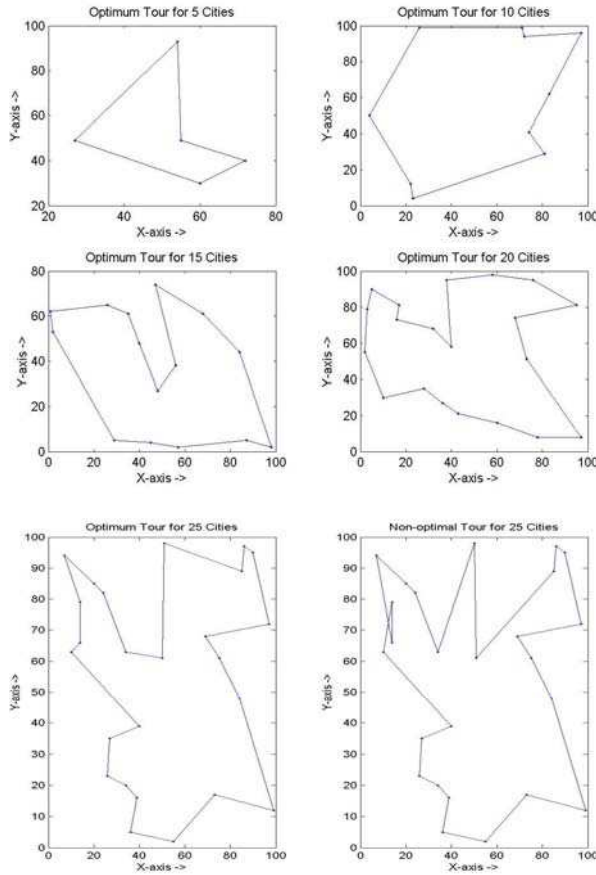 Optimum Tour for 5 Cities
100
80
60
40
20
20 40 60 80
Y-axis ->
X-axis ->
Optimum Tour for 10 Cities
100
80
60
40
20
0
0 20 40 60 80 100
Y-axis ->
X-axis ->
Optimum Tour for 15 Cities
80
60
40
20
0
0 20 40 60 80 100
Y-axis ->
X-axis ->
Optimum Tour for 20 Cities
100
80
60
40
20
0
0 20 40 60 80 100
Y-axis ->
X-axis ->
Optimum Tour for 25 Cities
100
90
80
70
60
50
40
30
20
10
0
0 20 40 60 80 100
Y-axis ->
X-axis ->
Non-optimal Tour for 25 Cities
100
90
80
70
60
50
40
30
20
10
0
0 20 40 60 80 100
Y-axis ->
X-axis ->